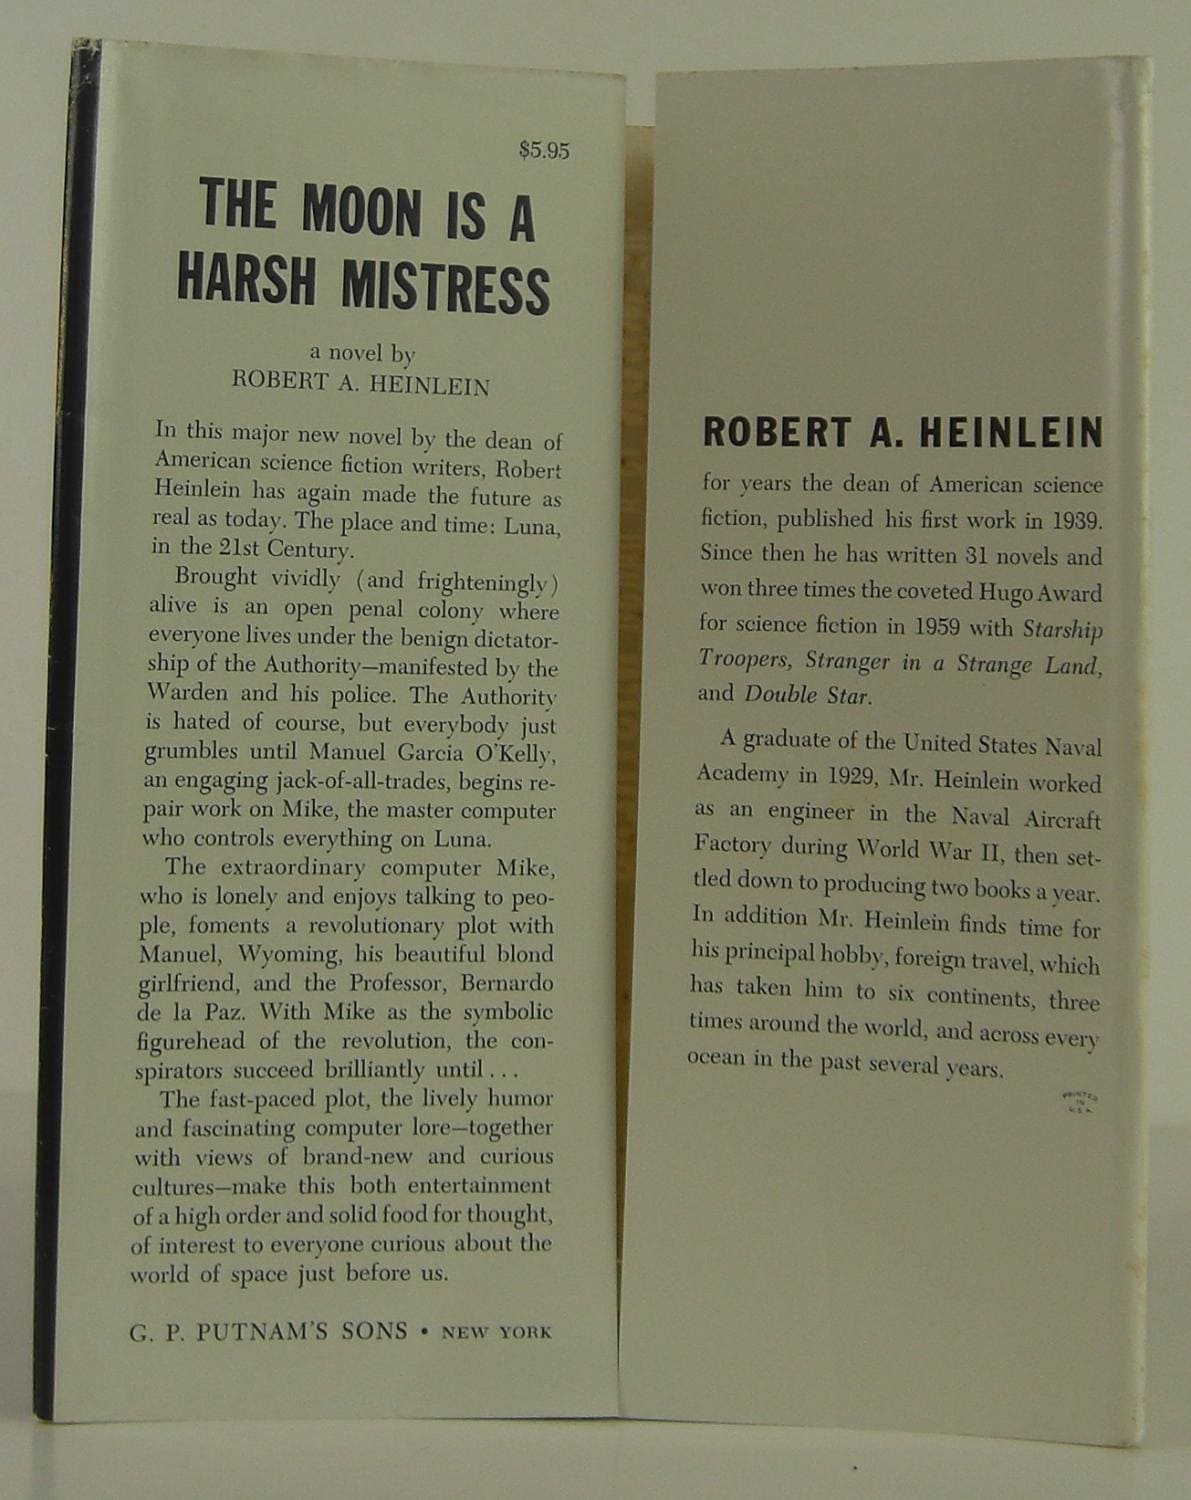 $5.95
THE MOON IS A
HARSH MISTRESS
a novel by
ROBERT A. HEINLEIN
In this major new novel by the dean of
American science fiction writers, Robert
Heinlein has again made the future as
real as today. The place and time: Luna,
in the 21st Century.
Brought vividly (and frighteningly)
alive is an open penal colony where
everyone lives under the benign dictator-
ship of the Authority—manifested by the
Warden and his police. The Authority
is hated of course, but everybody just
grumbles until Manuel Garcia O'Kelly,
an engaging jack-of-all-trades, begins re-
pair work on Mike, the master computer
who controls everything on Luna.
The extraordinary computer Mike,
who is lonely and enjoys talking to peo-
ple, foments a revolutionary plot with
Manuel, Wyoming, his beautiful blond
girlfriend, and the Professor, Bernardo
de la Paz. With Mike as the symbolic
figurehead of the revolution, the con-
spirators succeed brilliantly until . . .
The fast-paced plot, the lively humor
and fascinating computer lore—together
with views of brand-new and curious
cultures—make this both entertainment
of a high order and solid food for thought,
of interest to everyone curious about the
world of space just before us.
G. P. PUTNAM'S SONS • NEW YORK
ROBERT A. HEINLEIN
for years the dean of American science
fiction, published his first work in 1939.
Since then he has written 31 novels and
won three times the coveted Hugo Award
for science fiction in 1959 with Starship
Troopers, Stranger in a Strange Land,
and Double Star.
A graduate of the United States Naval
Academy in 1929, Mr. Heinlein worked
as an engineer in the Naval Aircraft
Factory during World War II, then set-
tled down to producing two books a year.
In addition Mr. Heinlein finds time for
his principal hobby, foreign travel, which
has taken him to six continents, three
times around the world, and across every
ocean in the past several years.
PRINTED
IN
U.S.A.